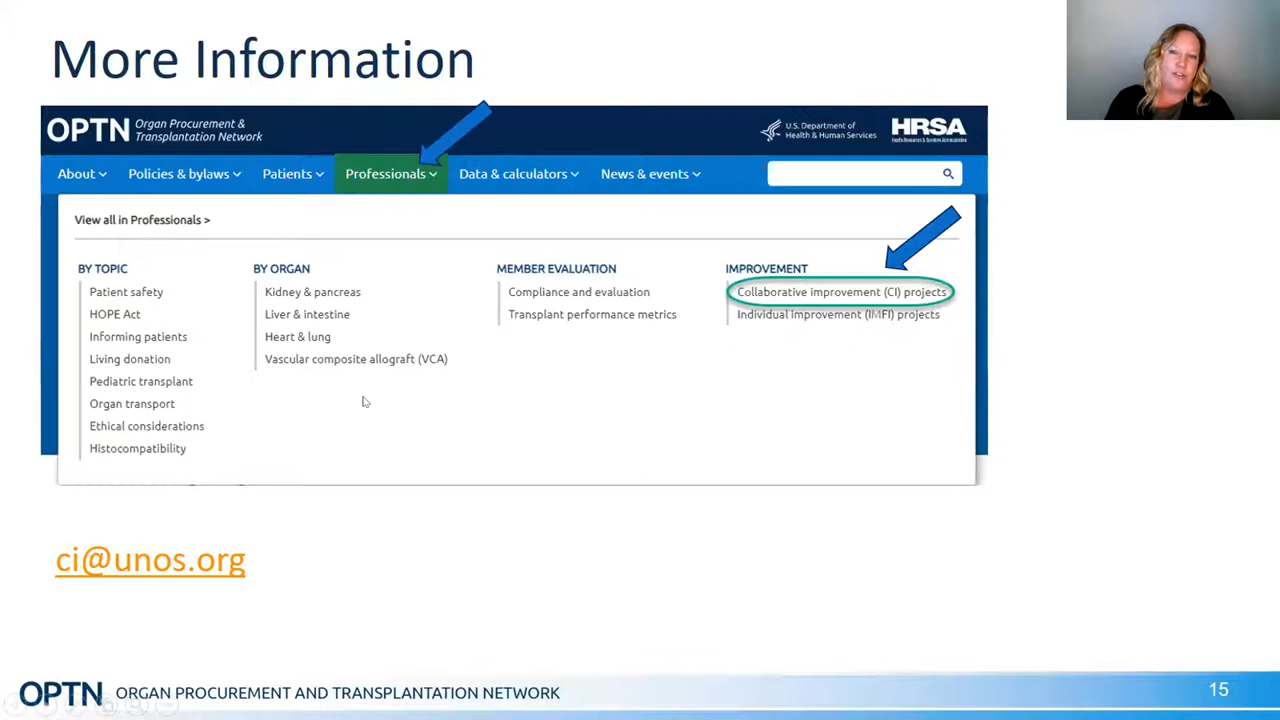 More Information
OPTN Organ Procurement &
Transplantation Network
U.S. Department of
Health & Human Services
HRSA
Health Resources & Services Administration
About
Policies & bylaws
Patients
Professionals
Data & calculators
News & events
View all in Professionals >
BY TOPIC
Patient safety
HOPE Act
Informing patients
Living donation
Pediatric transplant
Organ transport
Ethical considerations
Histocompatibility
BY ORGAN
Kidney & pancreas
Liver & intestine
Heart & lung
Vascular composite allograft (VCA)
MEMBER EVALUATION
Compliance and evaluation
Transplant performance metrics
IMPROVEMENT
Collaborative improvement (CI) projects
Individual improvement (IMFI) projects
ci@unos.org
OPTN ORGAN PROCUREMENT AND TRANSPLANTATION NETWORK
15